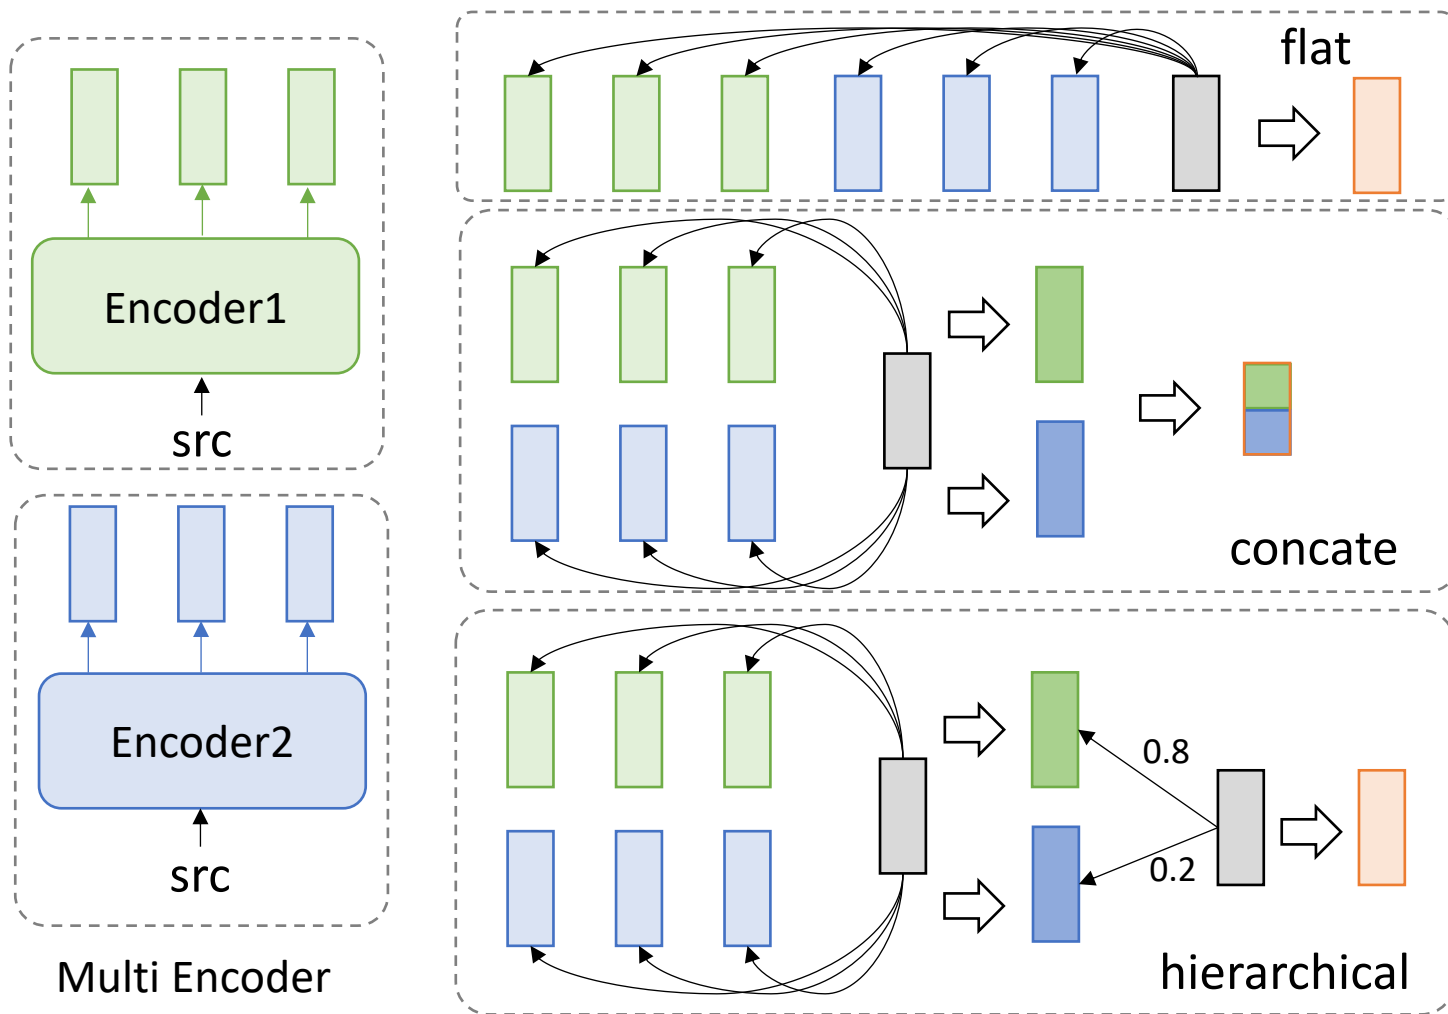 Encoder1
src
Encoder2
src
Multi Encoder
flat
concate
0.8
0.2
hierarchical